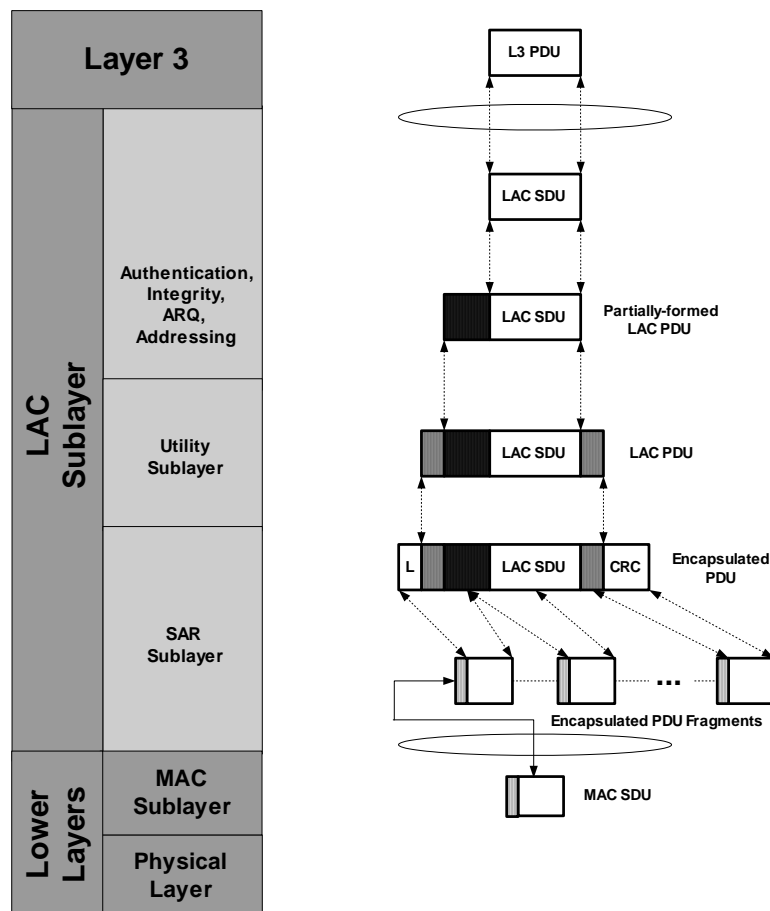 Layer 3
LAC
Sublayer
Authentication,
Integrity,
ARQ,
Addressing
Utility
Sublayer
SAR
Sublayer
Lower
Layers
MAC
Sublayer
Physical
Layer
L3 PDU
LAC SDU
LAC SDU
Partially-formed
LAC PDU
LAC SDU
LAC PDU
L
LAC SDU
CRC
Encapsulated
PDU
...
Encapsulated PDU Fragments
MAC SDU